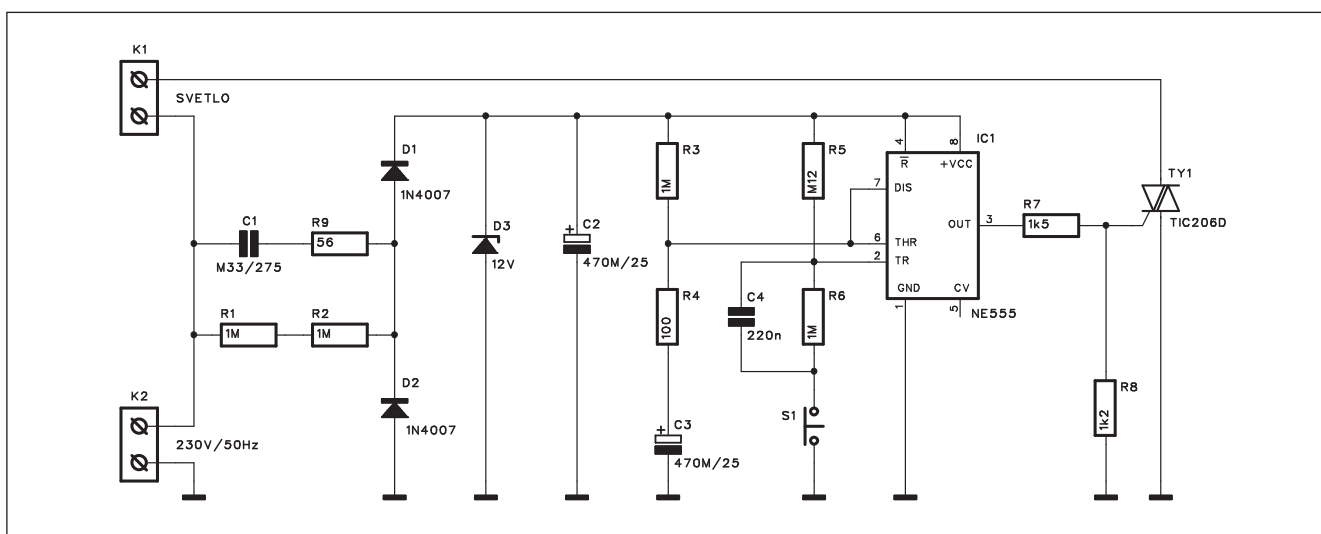 K1
SVETLO
D1
1N4007
C1
M33/275
R9
56
R1
1M
R2
1M
D2
1N4007
K2
230V/50Hz
D3
12V
+
C2
470M/25
R3
1M
R4
100
+
C3
470M/25
R5
M12
C4
220n
R6
1M
S1
IC1
4
8
R
+VCC
7
DIS
OUT
3
6
THR
2
TR
GND
CV
1
5
NE555
R7
1k5
TY1
TIC206D
R8
1k2